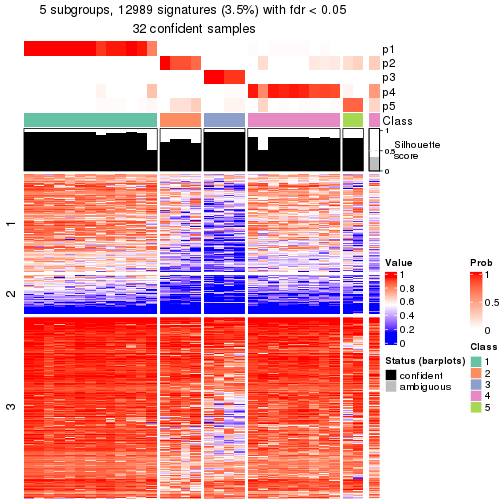 5 subgroups, 12989 signatures (3.5%) with fdr < 0.05
32 confident samples
p1
p2
p3
p4
p5
Class
1
0.5
0
Silhouette
score
1
2
3
Value
1
0.8
0.6
0.4
0.2
0
Status (barplots)
confident
ambiguous
Prob
1
0.5
0
Class
1
2
3
4
5